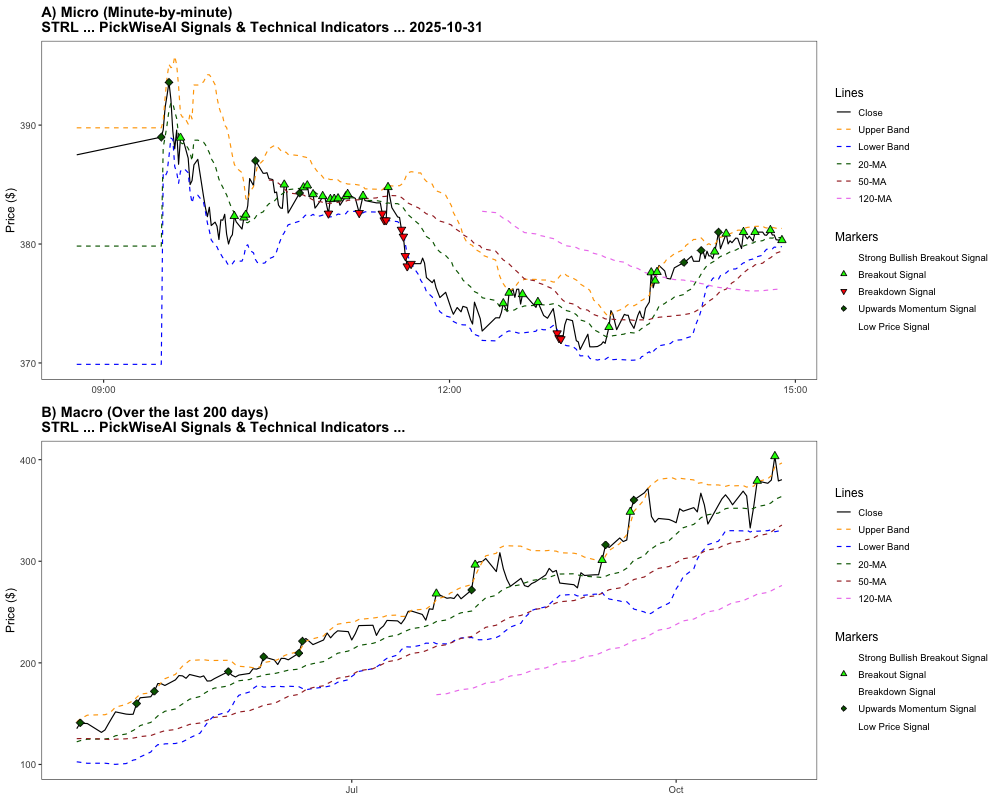 A) Micro (Minute-by-minute)
STRL ... PickWiseAI Signals & Technical Indicators ... 2025-10-31
Price ($)
390
380
370
09:00
12:00
15:00
Lines
Close
Upper Band
Lower Band
20-MA
50-MA
120-MA
Markers
Strong Bullish Breakout Signal
Breakout Signal
Breakdown Signal
Upwards Momentum Signal
Low Price Signal
B) Macro (Over the last 200 days)
STRL ... PickWiseAI Signals & Technical Indicators ...
Price ($)
400
300
200
100
Jul
Oct
Lines
Close
Upper Band
Lower Band
20-MA
50-MA
120-MA
Markers
Strong Bullish Breakout Signal
Breakout Signal
Breakdown Signal
Upwards Momentum Signal
Low Price Signal